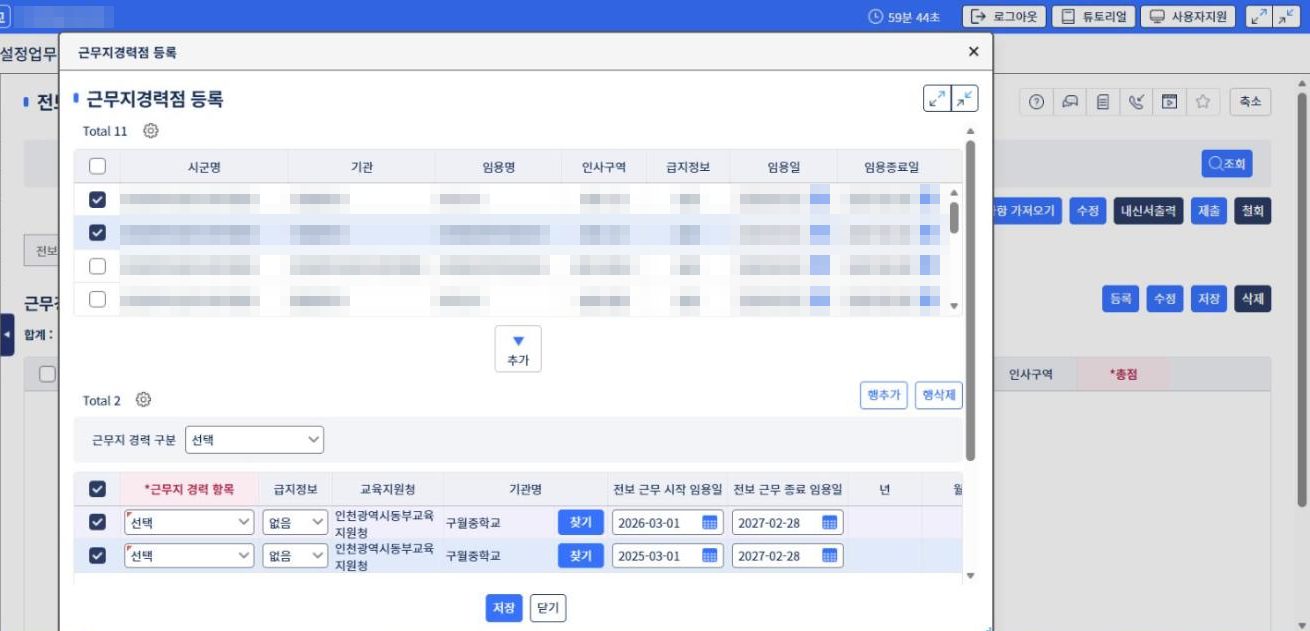 59분 44초 로그아웃 튜토리얼 사용자지원
설정업무
근무지경력점 등록
근무지경력점 등록
축소
Total 11
시군명 기관 임용명 인사구역 급지정보 임용일 임용종료일
조회
가져오기 수정 내신서출력 제출 철회
전보
등록 수정 저장 삭제
합계 :
추가
인사구역 *총점
Total 2 행추가 행삭제
근무지 경력 구분 선택
*근무지 경력 항목 급지정보 교육지원청 기관명 전보 근무 시작 임용일 전보 근무 종료 임용일 년 월
선택 없음 인천광역시동부교육지원청 구월중학교 찾기 2026-03-01 2027-02-28
선택 없음 인천광역시동부교육지원청 구월중학교 찾기 2025-03-01 2027-02-28
저장 닫기